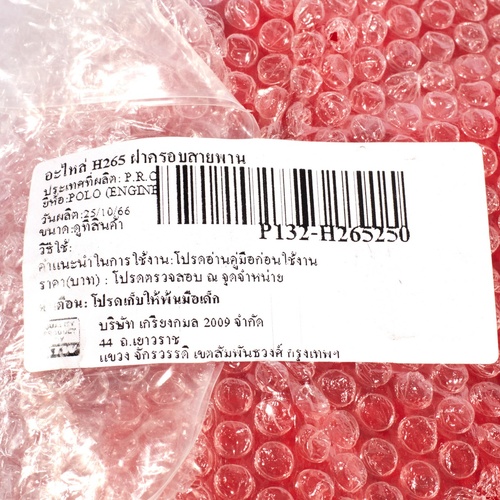 อะไหล่ H265 ฝาครอบสายพาน
ประเทศที่ผลิต: P.R.C
ยี่ห้อ:POLO (ENGINE
วันผลิต:25/10/66
ขนาด:ดูที่สินค้า
P132-H265250
วิธีใช้:
คำแนะนำในการใช้งาน:โปรดอ่านคู่มือก่อนใช้งาน
ราคา(บาท) : โปรดตรวจสอบ ณ จุดจำหน่าย
โปรดเก็บให้พ้นมือเด็ก
บริษัท เกรียงกมล 2009 จำกัด
44 ถ.เยาวราช
แขวง จักรวรรดิ์ เขตสัมพันธวงศ์ กรุงเทพฯ